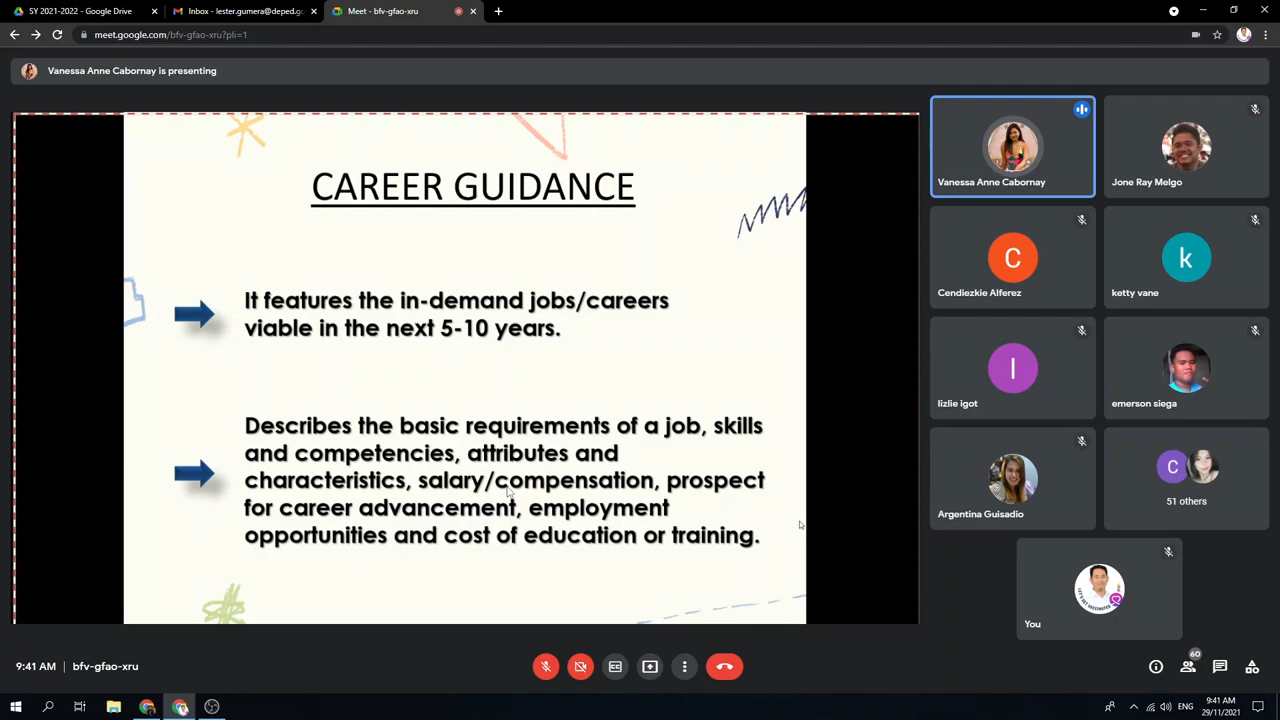 SY 2021-2022 - Google Drive
Inbox - lester.gumera@deped.go
Meet - bfv-gfao-xru
meet.google.com/bfv-gfao-xru?pli=1
Vanessa Anne Cabornay is presenting
CAREER GUIDANCE
It features the in-demand jobs/careers
viable in the next 5-10 years.
Describes the basic requirements of a job, skills
and competencies, attributes and
characteristics, salary/compensation, prospect
for career advancement, employment
opportunities and cost of education or training.
Vanessa Anne Cabornay
Jone Ray Melgo
C
Cendiezkie Alferez
k
ketty vane
l
lizlie igot
emerson siega
Argentina Guisadio
C
51 others
You
9:41 AM | bfv-gfao-xru
60
ENG
9:41 AM
29/11/2021